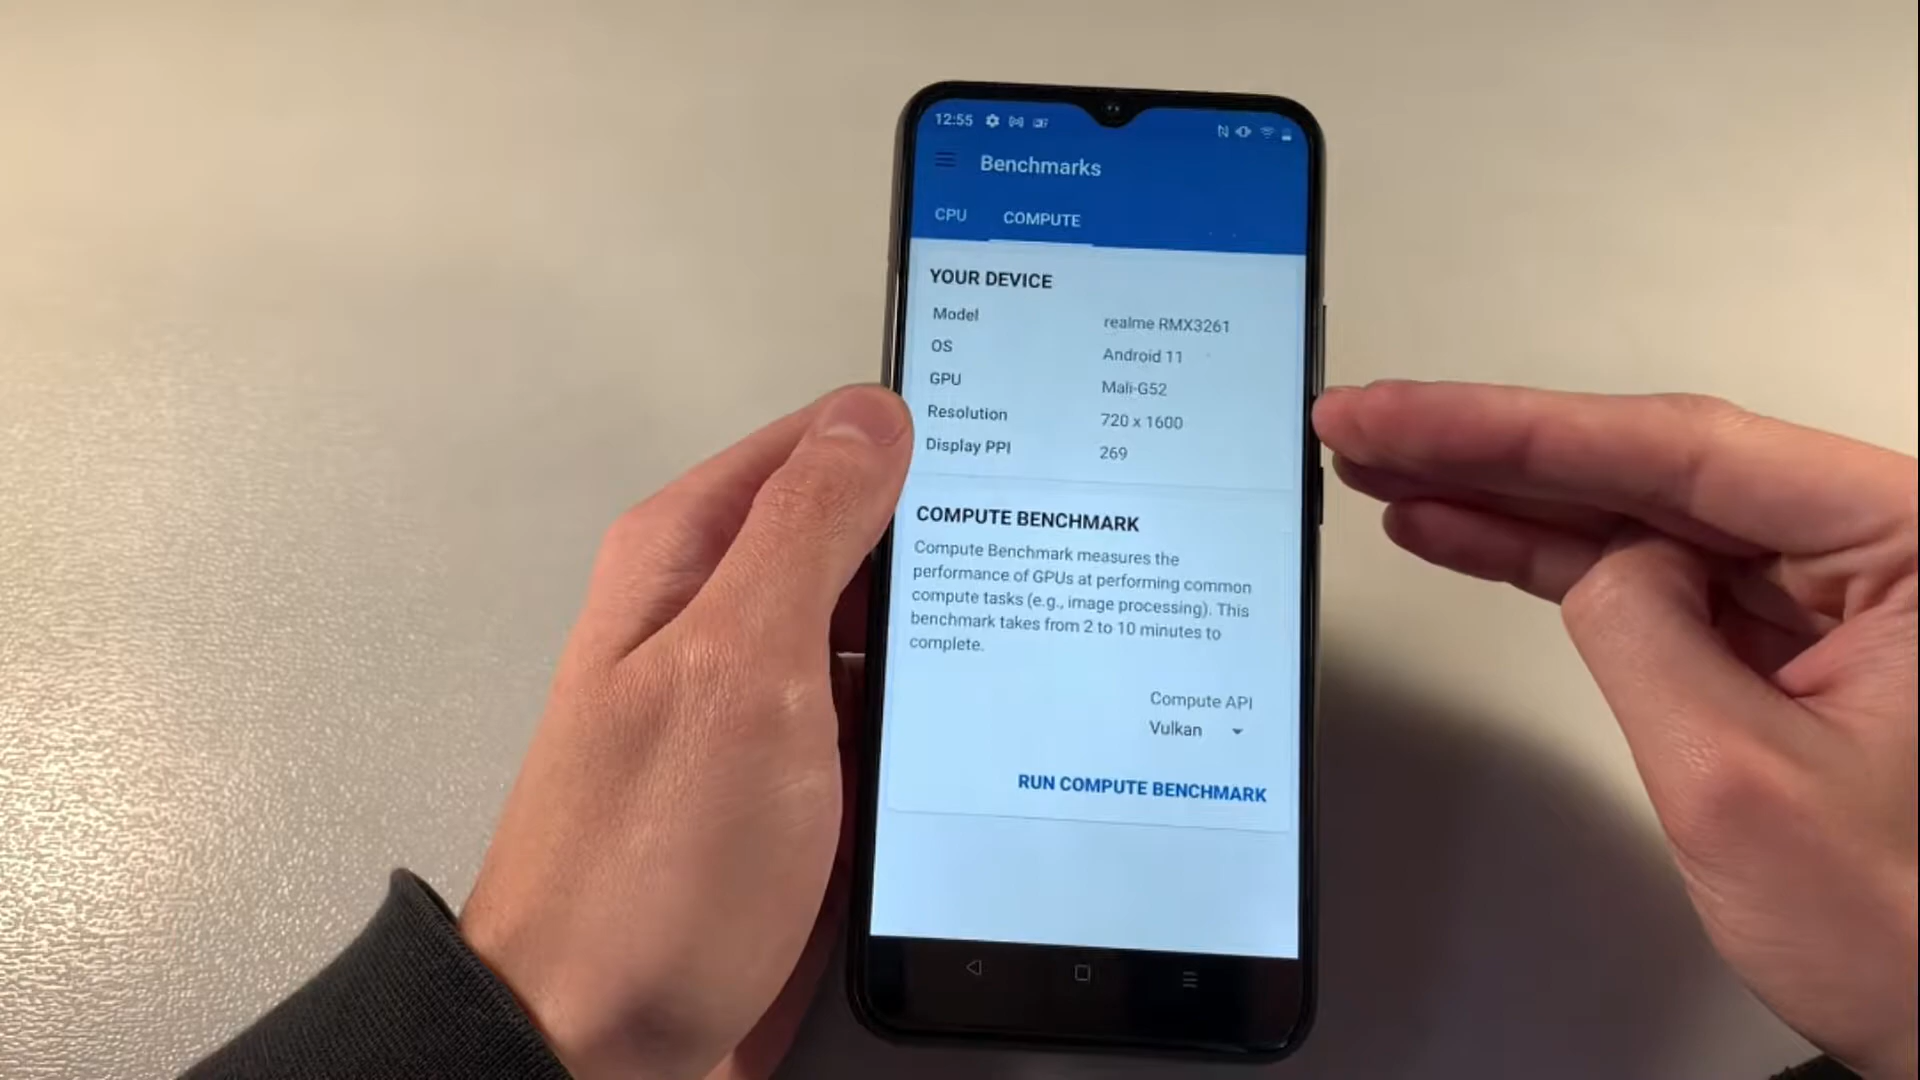 12:55
Benchmarks
CPU COMPUTE
YOUR DEVICE
Model realme RMX3261
OS Android 11
GPU Mali-G52
Resolution 720 x 1600
Display PPI 269
COMPUTE BENCHMARK
Compute Benchmark measures the
performance of GPUs at performing common
compute tasks (e.g., image processing). This
benchmark takes from 2 to 10 minutes to
complete.
Compute API
Vulkan
RUN COMPUTE BENCHMARK